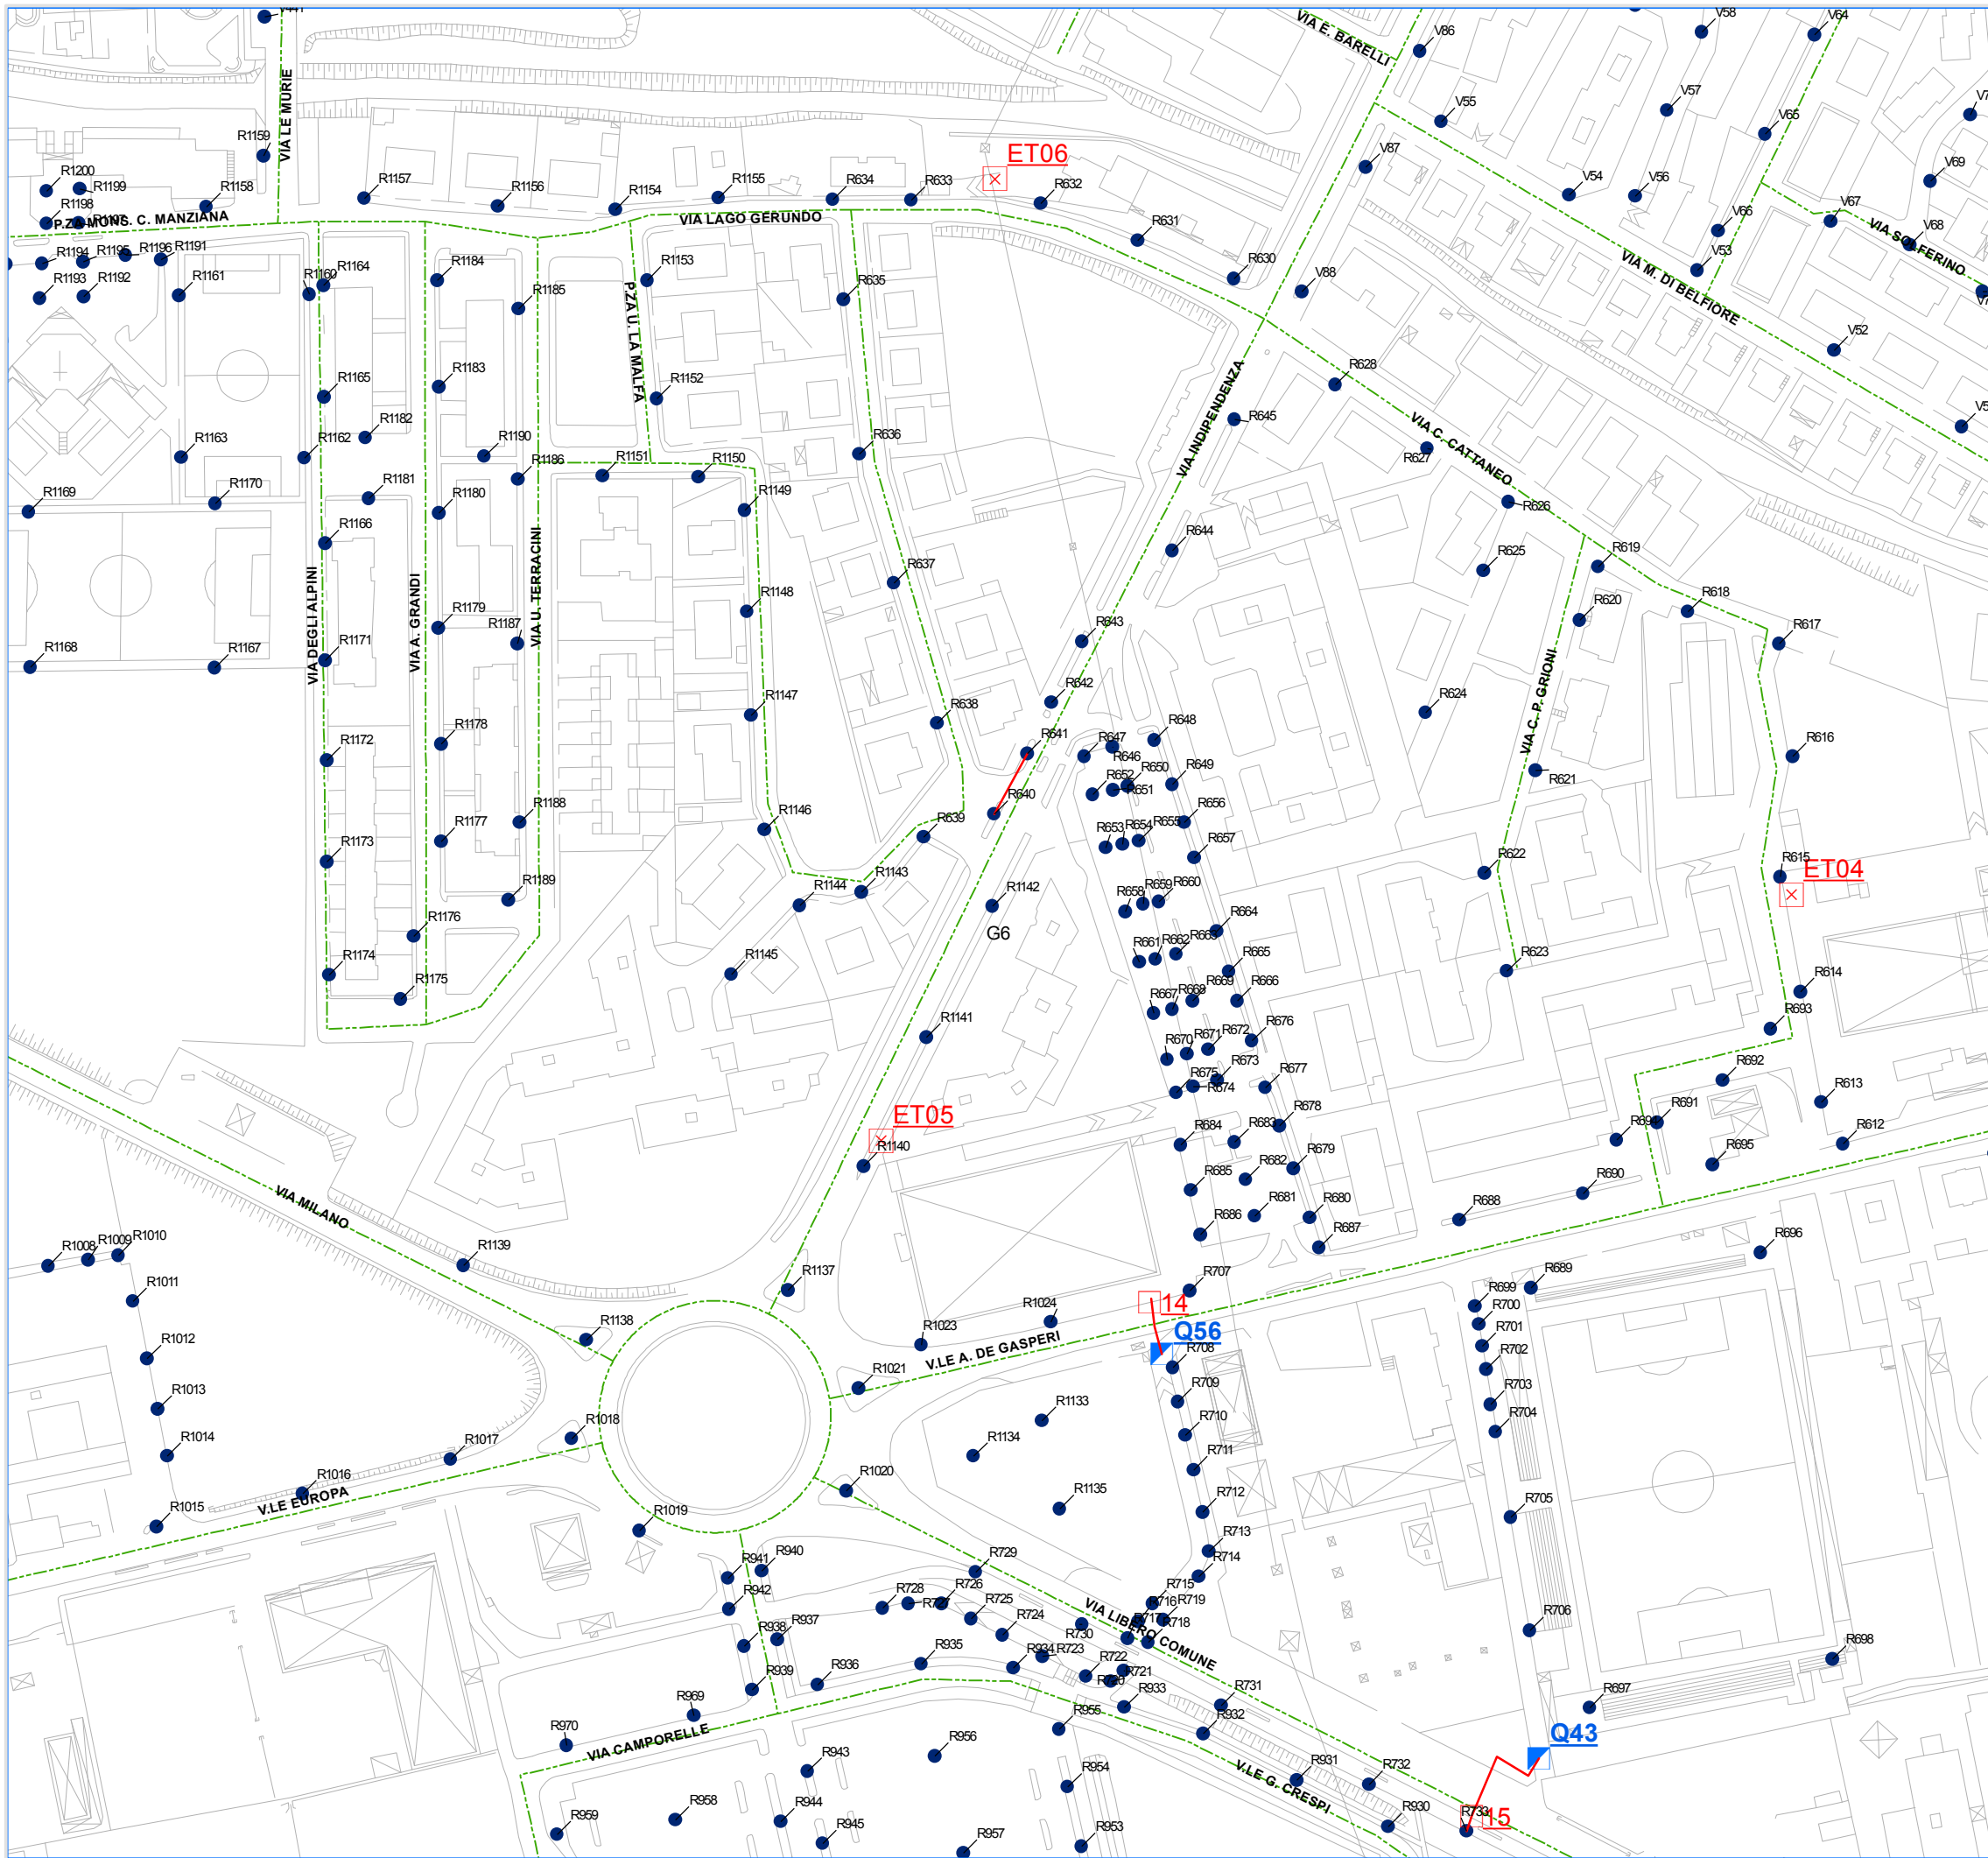 VIA E. BARELLI
V86
V58
V64
V55
V57
V65
V87
V54
V56
V69
V66
V67
V68
V53
V88
V52
VIA SOLFERINO
VIA M. DI BELFIORE
VIA LE MURIE
R1159
R1200
R1199
R1158
R1198
P.ZA MONS. C. MANZIANA
R1157
R1156
R1154
R1155
R634
R633
ET06
R632
VIA LAGO GERUNDO
R631
R630
R1194
R1195
R1196
R1191
R1193
R1192
R1161
R1160
R1164
R1184
R1185
R1153
R635
P.ZA U. LA MALFA
VIA INDIPENDENZA
R628
R1165
R1183
R1152
R645
VIA C. CATTANEO
R627
R1182
R1190
R636
R1163
R1162
R1186
R1151
R1150
R626
R1169
R1170
R1181
R1180
R1149
R1166
R644
R625
R619
VIA DEGLI ALPINI
VIA A. GRANDI
VIA U. TERRACINI
R637
R620
R618
R1179
R1187
R1148
R643
R617
R1168
R1167
R1171
VIA C. P. GRIONI
R642
R624
R1178
R1147
R638
R641
R648
R647
R646
R616
R1172
R652
R650
R651
R649
R621
R1188
R1146
R640
R656
R639
R1177
R653
R654
R655
R657
R1173
R622
R615
ET04
R1189
R1144
R1143
R1142
G6
R658
R659
R660
R664
R1176
R661
R662
R663
R665
R1174
R1175
R1145
R623
R614
R667
R668
R669
R666
R693
R1141
R670
R671
R672
R676
R675
R674
R673
R677
R692
R613
ET05
R1140
R684
R683
R678
R694
R691
R612
R685
R682
R679
R695
VIA MILANO
R690
R686
R681
R680
R688
R687
R1008
R1009
R1010
R1139
R696
R1011
R1137
R707
R689
R699
14
R1138
R1024
R700
R1012
R1023
Q56
R701
V.LE A. DE GASPERI
R708
R702
R1021
R1013
R709
R703
R1133
R710
R704
R1018
R1014
R1017
R1134
R711
R1016
R1020
V.LE EUROPA
R1015
R1135
R712
R705
R1019
R713
R729
R714
R941
R940
R942
R728
R727
R726
R725
R715
R716
R719
R717
R718
R724
R730
VIA LIBERO COMUNE
R706
R938
R937
R935
R934
R723
R722
R721
R720
R698
R939
R936
R933
R731
R697
R969
R955
R932
R970
VIA CAMPORELLE
R956
Q43
R943
R931
R732
R954
V.LE G. CRESPI
R958
R944
R959
R945
R953
R957
R930
R733
15